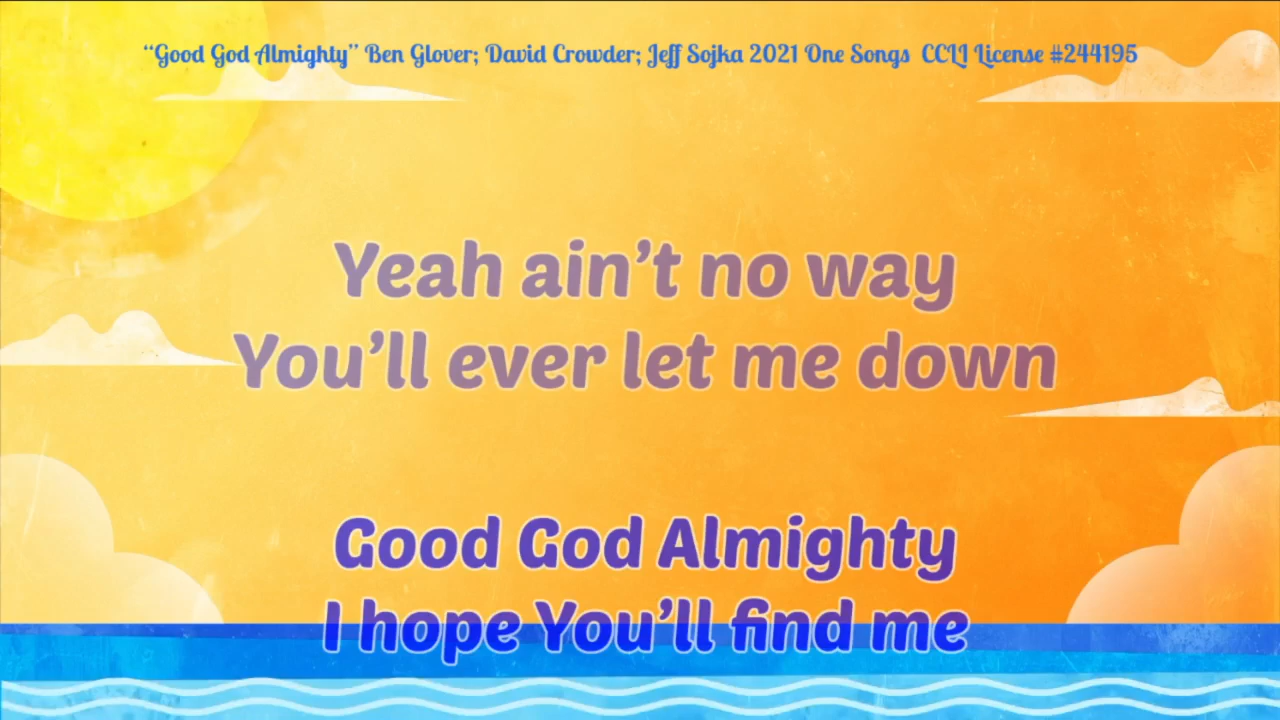 “Good God Almighty” Ben Glover; David Crowder; Jeff Sojka 2021 One Songs CCLI License #244195
Yeah ain’t no way
You’ll ever let me down
Good God Almighty
I hope You’ll find me